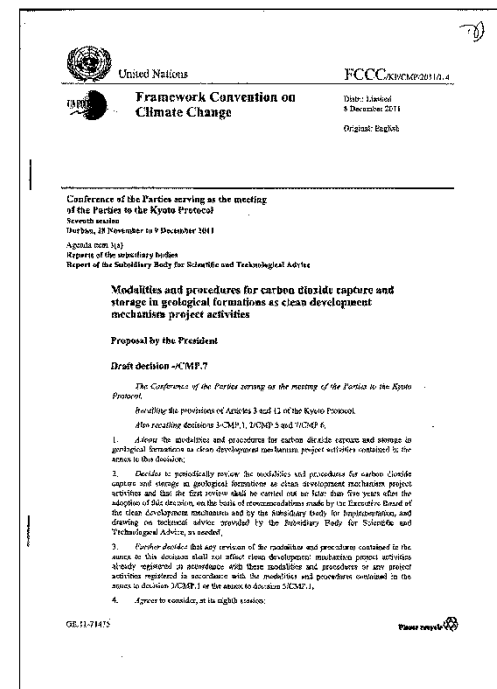 United Nations
FCCC/KP/CMP/2011/L.4
Framework Convention on
Climate Change
Distr.: Limited
8 December 2011
Original: English
Conference of the Parties serving as the meeting
of the Parties to the Kyoto Protocol
Seventh session
Durban, 28 November to 9 December 2011
Agenda item 3(a)
Reports of the subsidiary bodies
Report of the Subsidiary Body for Scientific and Technological Advice
Modalities and procedures for carbon dioxide capture and
storage in geological formations as clean development
mechanism project activities
Proposal by the President
Draft decision -/CMP.7
The Conference of the Parties serving as the meeting of the Parties to the Kyoto
Protocol,
Recalling the provisions of Articles 3 and 12 of the Kyoto Protocol,
Also recalling decisions 3/CMP.1, 2/CMP.5 and 7/CMP.6,
1. Adopts the modalities and procedures for carbon dioxide capture and storage in
geological formations as clean development mechanism project activities contained in the
annex to this decision;
2. Decides to periodically review the modalities and procedures for carbon dioxide
capture and storage in geological formations as clean development mechanism project
activities and that the first review shall be carried out no later than five years after the
adoption of this decision, on the basis of recommendations made by the Executive Board of
the clean development mechanism and by the Subsidiary Body for Implementation, and
drawing on technical advice provided by the Subsidiary Body for Scientific and
Technological Advice, as needed;
3. Further decides that any revision of the modalities and procedures contained in the
annex to this decision shall not affect clean development mechanism project activities
already registered in accordance with these modalities and procedures or any project
activities registered in accordance with the modalities and procedures contained in the
annex to decision 3/CMP.1 or the annex to decision 5/CMP.1;
4. Agrees to consider, at its eighth session:
GE.11-71475
Please recycle